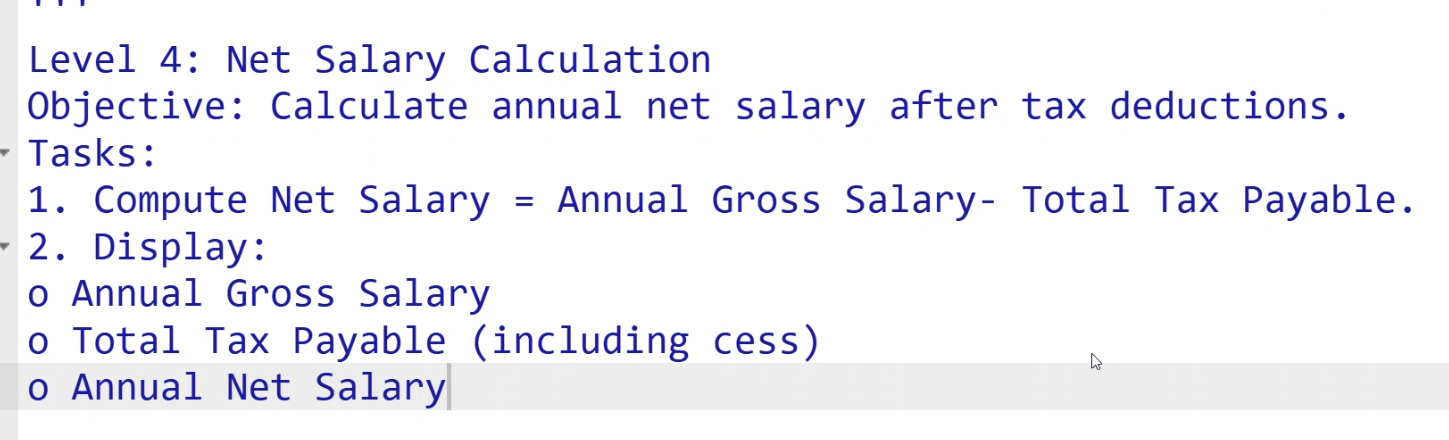 Level 4: Net Salary Calculation
Objective: Calculate annual net salary after tax deductions.
Tasks:
1. Compute Net Salary = Annual Gross Salary- Total Tax Payable.
2. Display:
o Annual Gross Salary
o Total Tax Payable (including cess)
o Annual Net Salary